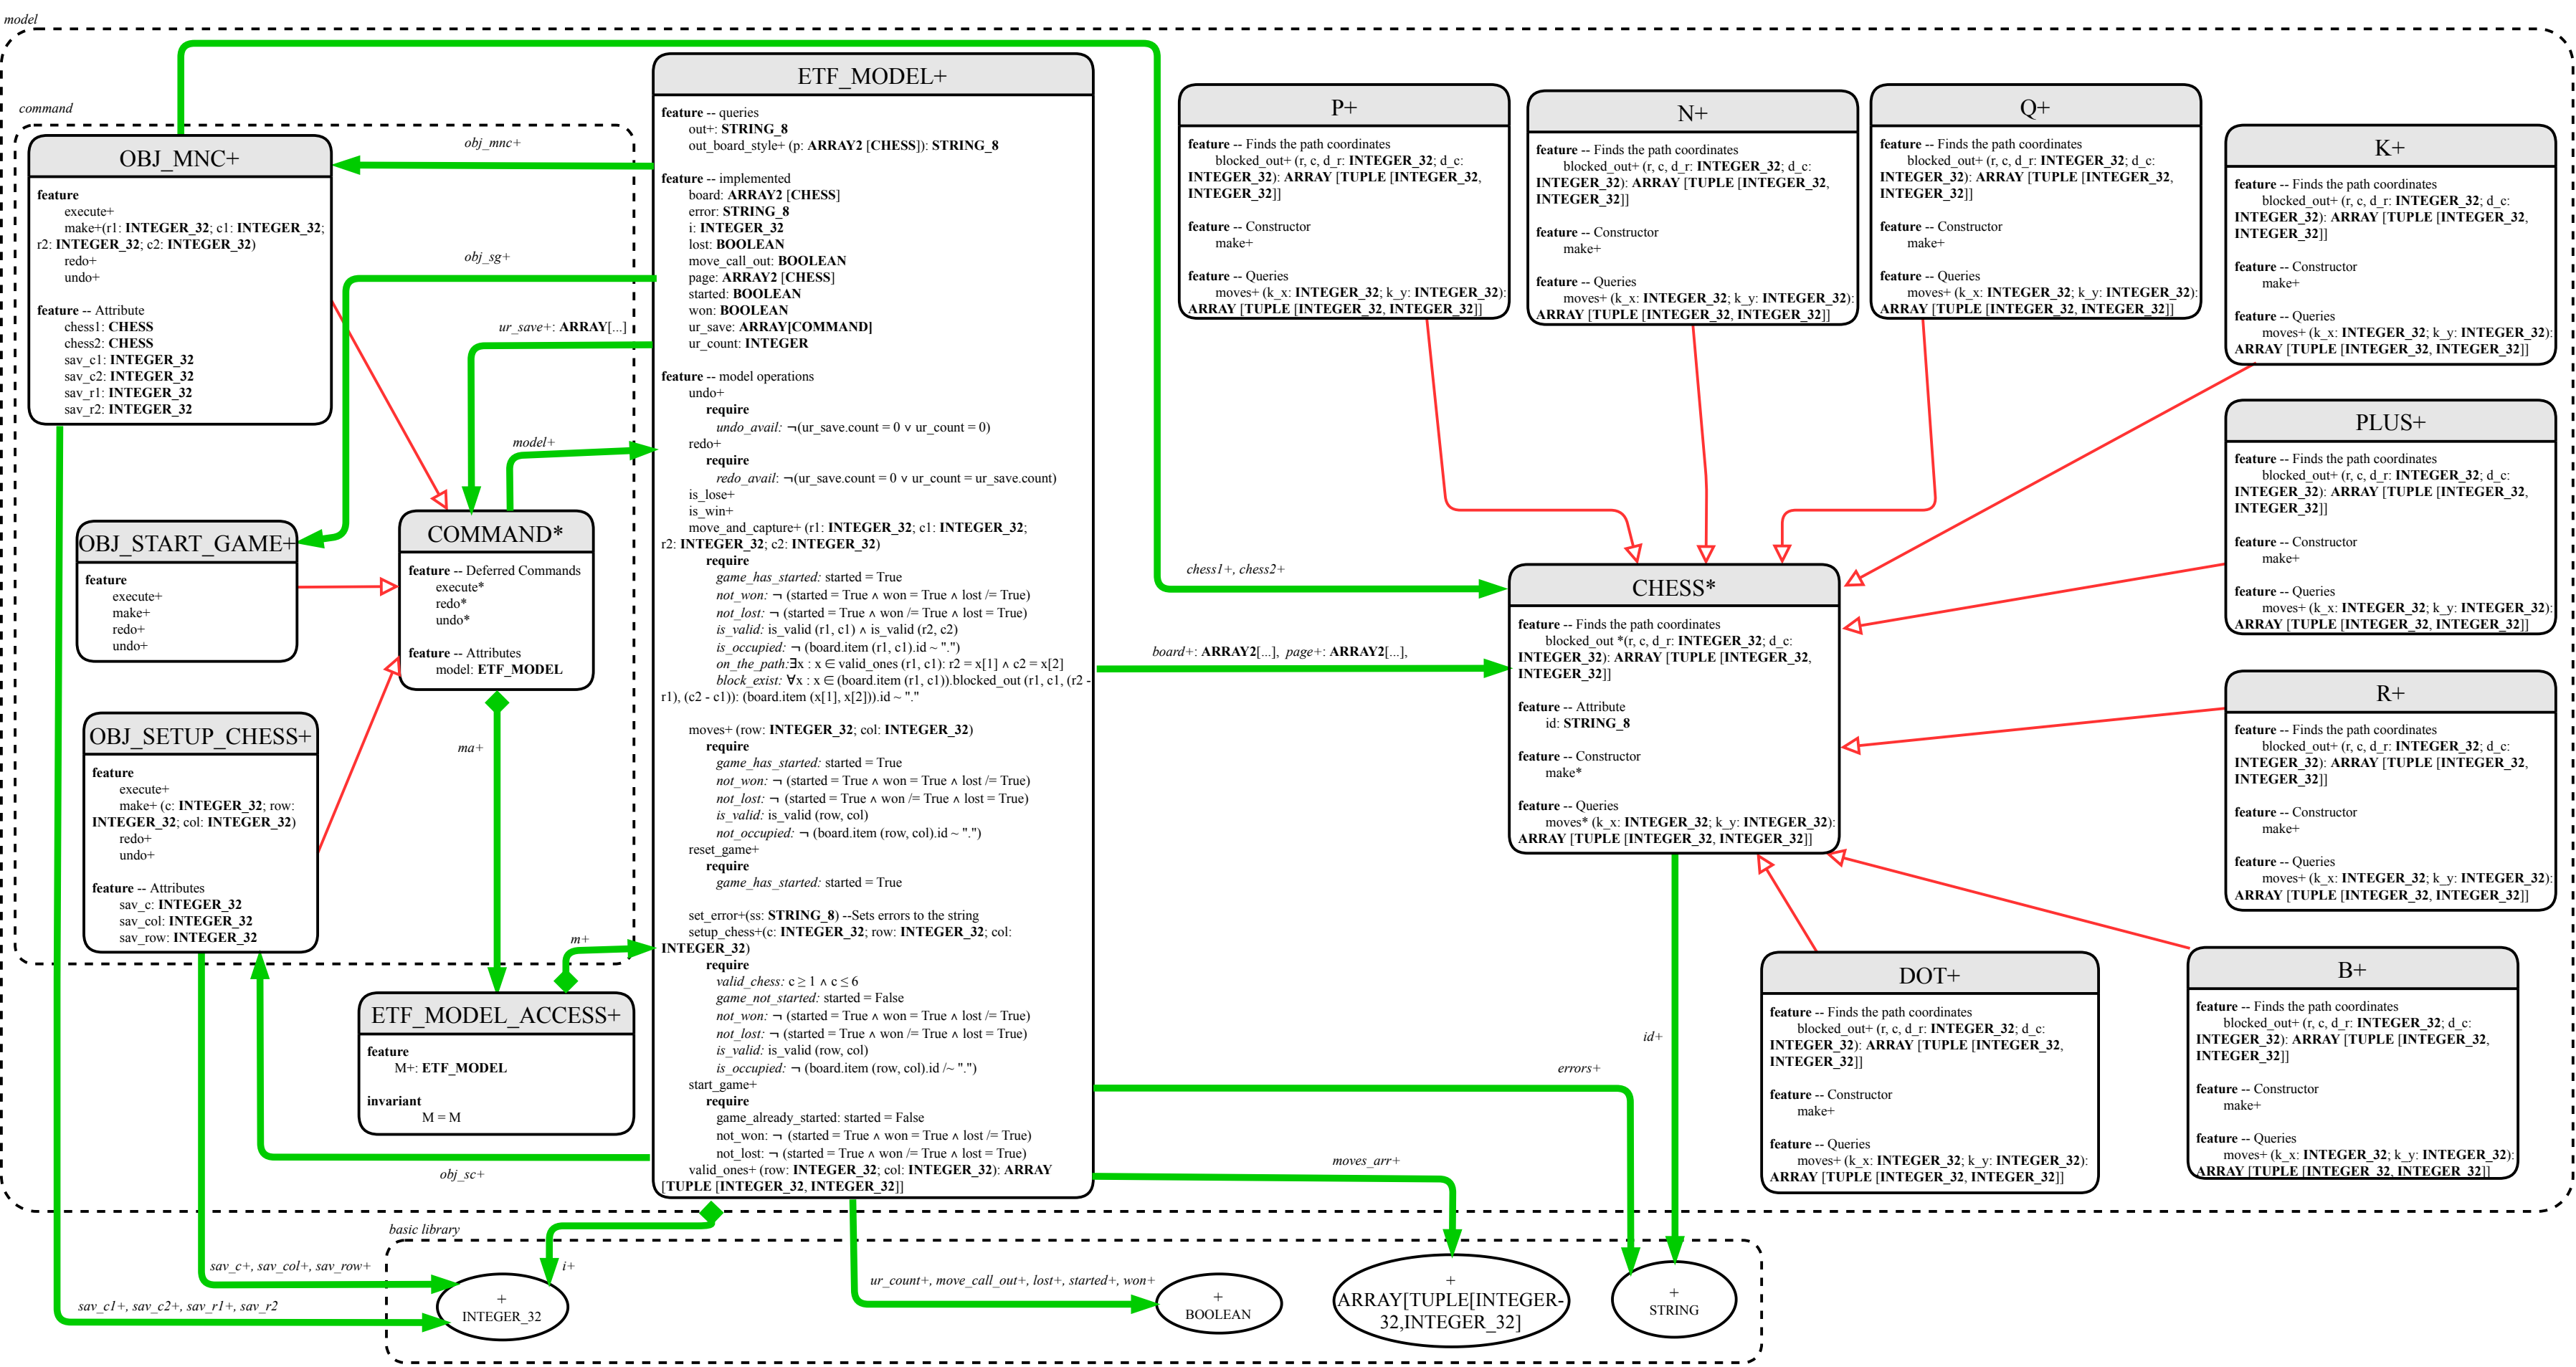 model
command
OBJ_MNC+
feature
execute+
make+(r1: INTEGER_32; c1: INTEGER_32;
r2: INTEGER_32; c2: INTEGER_32)
redo+
undo+
feature -- Attribute
chess1: CHESS
chess2: CHESS
sav_c1: INTEGER_32
sav_c2: INTEGER_32
sav_r1: INTEGER_32
sav_r2: INTEGER_32
obj_mnc+
obj_sg+
ur_save+: ARRAY[...]
model+
OBJ_START_GAME+
feature
execute+
make+
redo+
undo+
COMMAND*
feature -- Deferred Commands
execute*
redo*
undo*
feature -- Attributes
model: ETF_MODEL
OBJ_SETUP_CHESS+
feature
execute+
make+ (c: INTEGER_32; row:
INTEGER_32; col: INTEGER_32)
redo+
undo+
feature -- Attributes
sav_c: INTEGER_32
sav_col: INTEGER_32
sav_row: INTEGER_32
ma+
m+
ETF_MODEL_ACCESS+
feature
M+: ETF_MODEL
invariant
M = M
obj_sc+
ETF_MODEL+
feature -- queries
out+: STRING_8
out_board_style+ (p: ARRAY2 [CHESS]): STRING_8
feature -- implemented
board: ARRAY2 [CHESS]
error: STRING_8
i: INTEGER_32
lost: BOOLEAN
move_call_out: BOOLEAN
page: ARRAY2 [CHESS]
started: BOOLEAN
won: BOOLEAN
ur_save: ARRAY[COMMAND]
ur_count: INTEGER
feature -- model operations
undo+
require
undo_avail: ¬(ur_save.count = 0 ∨ ur_count = 0)
redo+
require
redo_avail: ¬(ur_save.count = 0 ∨ ur_count = ur_save.count)
is_lose+
is_win+
move_and_capture+ (r1: INTEGER_32; c1: INTEGER_32;
r2: INTEGER_32; c2: INTEGER_32)
require
game_has_started: started = True
not_won: ¬ (started = True ∧ won = True ∧ lost /= True)
not_lost: ¬ (started = True ∧ won /= True ∧ lost = True)
is_valid: is_valid (r1, c1) ∧ is_valid (r2, c2)
is_occupied: ¬ (board.item (r1, c1).id ~ ".")
on_the_path:∃x : x ∈ valid_ones (r1, c1): r2 = x[1] ∧ c2 = x[2]
block_exist: ∀x : x ∈ (board.item (r1, c1)).blocked_out (r1, c1, (r2 -
r1), (c2 - c1)): (board.item (x[1], x[2])).id ~ "."
moves+ (row: INTEGER_32; col: INTEGER_32)
require
game_has_started: started = True
not_won: ¬ (started = True ∧ won = True ∧ lost /= True)
not_lost: ¬ (started = True ∧ won /= True ∧ lost = True)
is_valid: is_valid (row, col)
not_occupied: ¬ (board.item (row, col).id ~ ".")
reset_game+
require
game_has_started: started = True
set_error+(ss: STRING_8) --Sets errors to the string
setup_chess+(c: INTEGER_32; row: INTEGER_32; col:
INTEGER_32)
require
valid_chess: c ≥ 1 ∧ c ≤ 6
game_not_started: started = False
not_won: ¬ (started = True ∧ won = True ∧ lost /= True)
not_lost: ¬ (started = True ∧ won /= True ∧ lost = True)
is_valid: is_valid (row, col)
is_occupied: ¬ (board.item (row, col).id /~ ".")
start_game+
require
game_already_started: started = False
not_won: ¬ (started = True ∧ won = True ∧ lost /= True)
not_lost: ¬ (started = True ∧ won /= True ∧ lost = True)
valid_ones+ (row: INTEGER_32; col: INTEGER_32): ARRAY
[TUPLE [INTEGER_32, INTEGER_32]]
P+
feature -- Finds the path coordinates
blocked_out+ (r, c, d_r: INTEGER_32; d_c:
INTEGER_32): ARRAY [TUPLE [INTEGER_32,
INTEGER_32]]
feature -- Constructor
make+
feature -- Queries
moves+ (k_x: INTEGER_32; k_y: INTEGER_32):
ARRAY [TUPLE [INTEGER_32, INTEGER_32]]
N+
feature -- Finds the path coordinates
blocked_out+ (r, c, d_r: INTEGER_32; d_c:
INTEGER_32): ARRAY [TUPLE [INTEGER_32,
INTEGER_32]]
feature -- Constructor
make+
feature -- Queries
moves+ (k_x: INTEGER_32; k_y: INTEGER_32):
ARRAY [TUPLE [INTEGER_32, INTEGER_32]]
Q+
feature -- Finds the path coordinates
blocked_out+ (r, c, d_r: INTEGER_32; d_c:
INTEGER_32): ARRAY [TUPLE [INTEGER_32,
INTEGER_32]]
feature -- Constructor
make+
feature -- Queries
moves+ (k_x: INTEGER_32; k_y: INTEGER_32):
ARRAY [TUPLE [INTEGER_32, INTEGER_32]]
K+
feature -- Finds the path coordinates
blocked_out+ (r, c, d_r: INTEGER_32; d_c:
INTEGER_32): ARRAY [TUPLE [INTEGER_32,
INTEGER_32]]
feature -- Constructor
make+
feature -- Queries
moves+ (k_x: INTEGER_32; k_y: INTEGER_32):
ARRAY [TUPLE [INTEGER_32, INTEGER_32]]
PLUS+
feature -- Finds the path coordinates
blocked_out+ (r, c, d_r: INTEGER_32; d_c:
INTEGER_32): ARRAY [TUPLE [INTEGER_32,
INTEGER_32]]
feature -- Constructor
make+
feature -- Queries
moves+ (k_x: INTEGER_32; k_y: INTEGER_32):
ARRAY [TUPLE [INTEGER_32, INTEGER_32]]
chess1+, chess2+
board+: ARRAY2[...], page+: ARRAY2[...],
CHESS*
feature -- Finds the path coordinates
blocked_out *(r, c, d_r: INTEGER_32; d_c:
INTEGER_32): ARRAY [TUPLE [INTEGER_32,
INTEGER_32]]
feature -- Attribute
id: STRING_8
feature -- Constructor
make*
feature -- Queries
moves* (k_x: INTEGER_32; k_y: INTEGER_32):
ARRAY [TUPLE [INTEGER_32, INTEGER_32]]
R+
feature -- Finds the path coordinates
blocked_out+ (r, c, d_r: INTEGER_32; d_c:
INTEGER_32): ARRAY [TUPLE [INTEGER_32,
INTEGER_32]]
feature -- Constructor
make+
feature -- Queries
moves+ (k_x: INTEGER_32; k_y: INTEGER_32):
ARRAY [TUPLE [INTEGER_32, INTEGER_32]]
DOT+
feature -- Finds the path coordinates
blocked_out+ (r, c, d_r: INTEGER_32; d_c:
INTEGER_32): ARRAY [TUPLE [INTEGER_32,
INTEGER_32]]
feature -- Constructor
make+
feature -- Queries
moves+ (k_x: INTEGER_32; k_y: INTEGER_32):
ARRAY [TUPLE [INTEGER_32, INTEGER_32]]
B+
feature -- Finds the path coordinates
blocked_out+ (r, c, d_r: INTEGER_32; d_c:
INTEGER_32): ARRAY [TUPLE [INTEGER_32,
INTEGER_32]]
feature -- Constructor
make+
feature -- Queries
moves+ (k_x: INTEGER_32; k_y: INTEGER_32):
ARRAY [TUPLE [INTEGER_32, INTEGER_32]]
id+
errors+
moves_arr+
basic library
sav_c+, sav_col+, sav_row+
i+
sav_c1+, sav_c2+, sav_r1+, sav_r2
ur_count+, move_call_out+, lost+, started+, won+
+
INTEGER_32
+
BOOLEAN
+
ARRAY[TUPLE[INTEGER-
32,INTEGER_32]
+
STRING